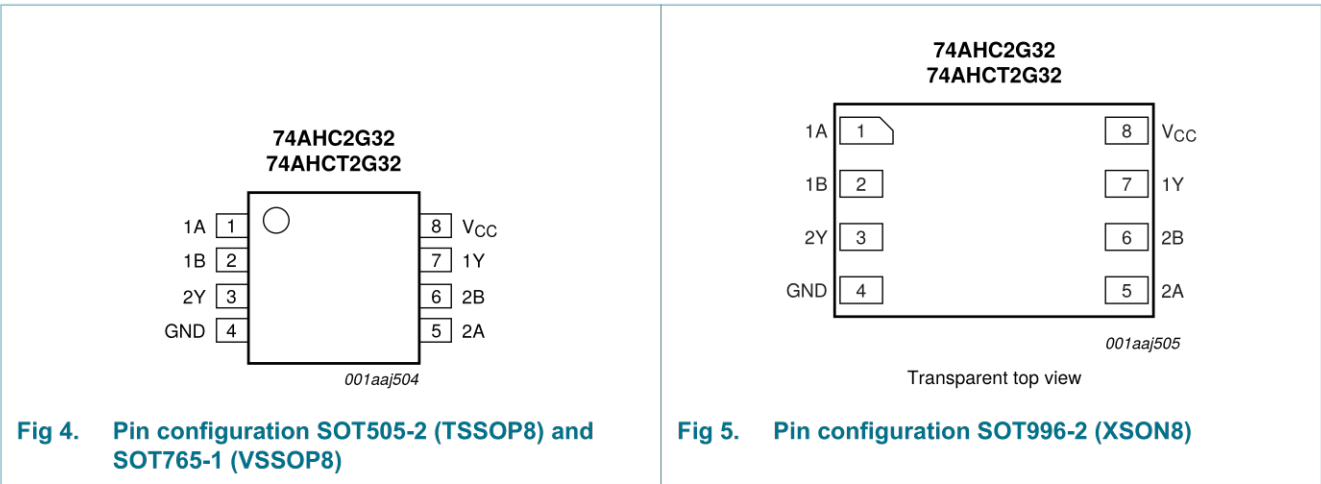 74AHC2G32
74AHCT2G32
1A 1
8 VCC
1B 2
7 1Y
2Y 3
6 2B
GND 4
5 2A
001aaj504
Fig 4. Pin configuration SOT505-2 (TSSOP8) and
SOT765-1 (VSSOP8)
74AHC2G32
74AHCT2G32
1A 1
8 VCC
1B 2
7 1Y
2Y 3
6 2B
GND 4
5 2A
001aaj505
Transparent top view
Fig 5. Pin configuration SOT996-2 (XSON8)